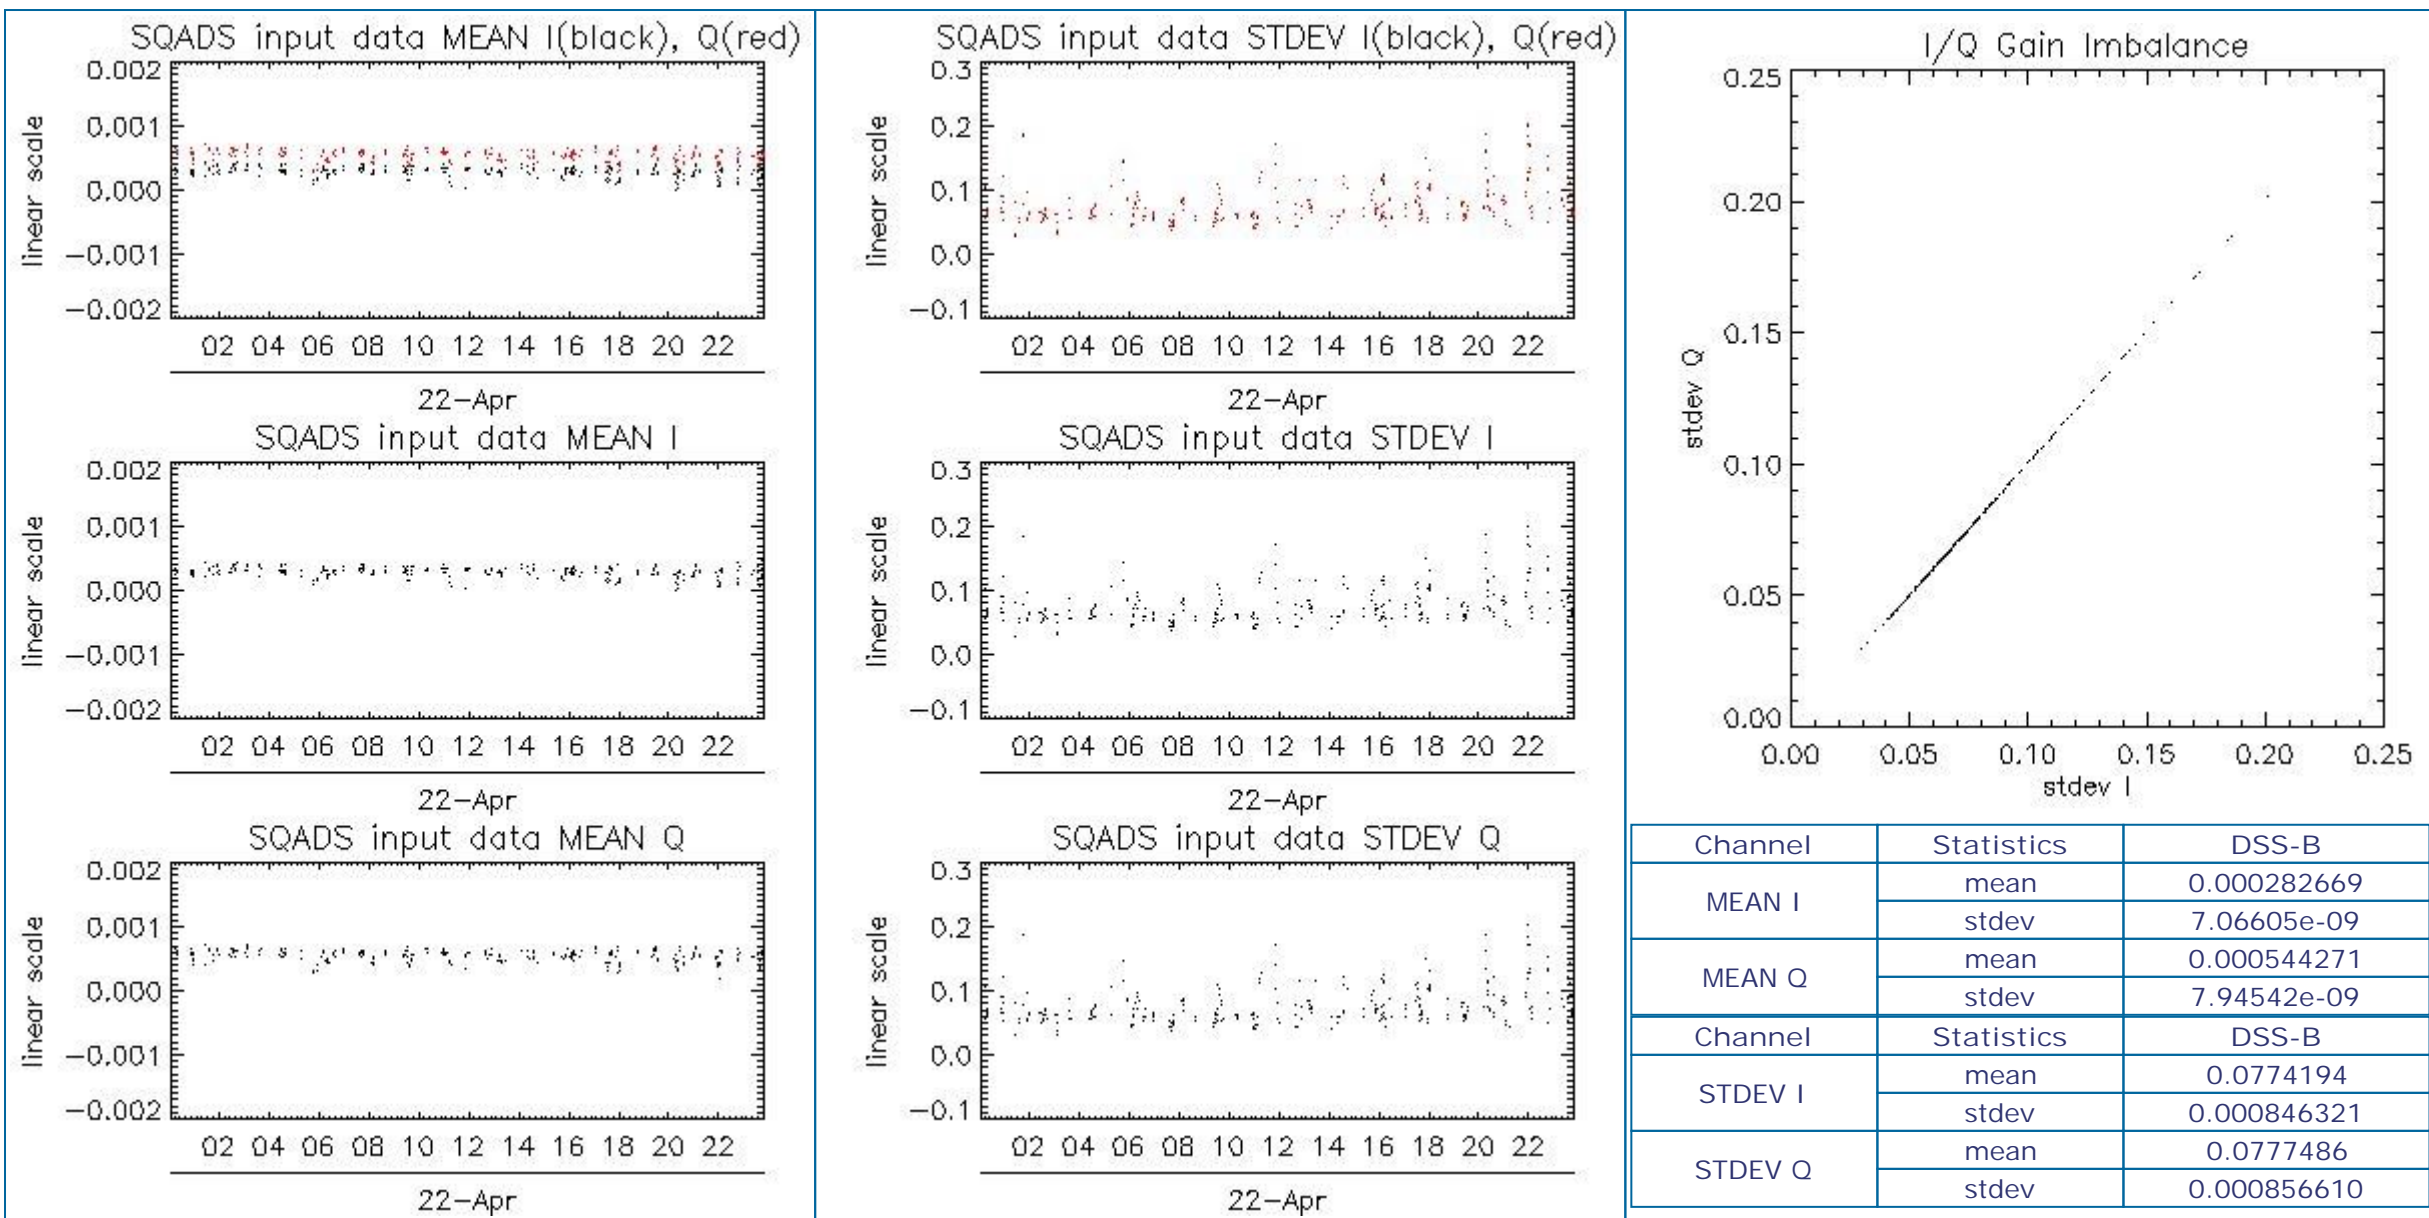 SQADS input data MEAN I(black), Q(red)
0.002
0.001
0.000
−0.001
−0.002
linear scale
02 04 06 08 10 12 14 16 18 20 22
22−Apr
SQADS input data MEAN I
0.002
0.001
0.000
−0.001
−0.002
linear scale
02 04 06 08 10 12 14 16 18 20 22
22−Apr
SQADS input data MEAN Q
0.002
0.001
0.000
−0.001
−0.002
linear scale
02 04 06 08 10 12 14 16 18 20 22
22−Apr
SQADS input data STDEV I(black), Q(red)
0.3
0.2
0.1
0.0
−0.1
linear scale
02 04 06 08 10 12 14 16 18 20 22
22−Apr
SQADS input data STDEV I
0.3
0.2
0.1
0.0
−0.1
linear scale
02 04 06 08 10 12 14 16 18 20 22
22−Apr
SQADS input data STDEV Q
0.3
0.2
0.1
0.0
−0.1
linear scale
02 04 06 08 10 12 14 16 18 20 22
22−Apr
I/Q Gain Imbalance
0.25
0.20
0.15
0.10
0.05
0.00
stdev Q
0.00 0.05 0.10 0.15 0.20 0.25
stdev I
Channel Statistics DSS-B
MEAN I mean 0.000282669
stdev 7.06605e-09
MEAN Q mean 0.000544271
stdev 7.94542e-09
Channel Statistics DSS-B
STDEV I mean 0.0774194
stdev 0.000846321
STDEV Q mean 0.0777486
stdev 0.000856610